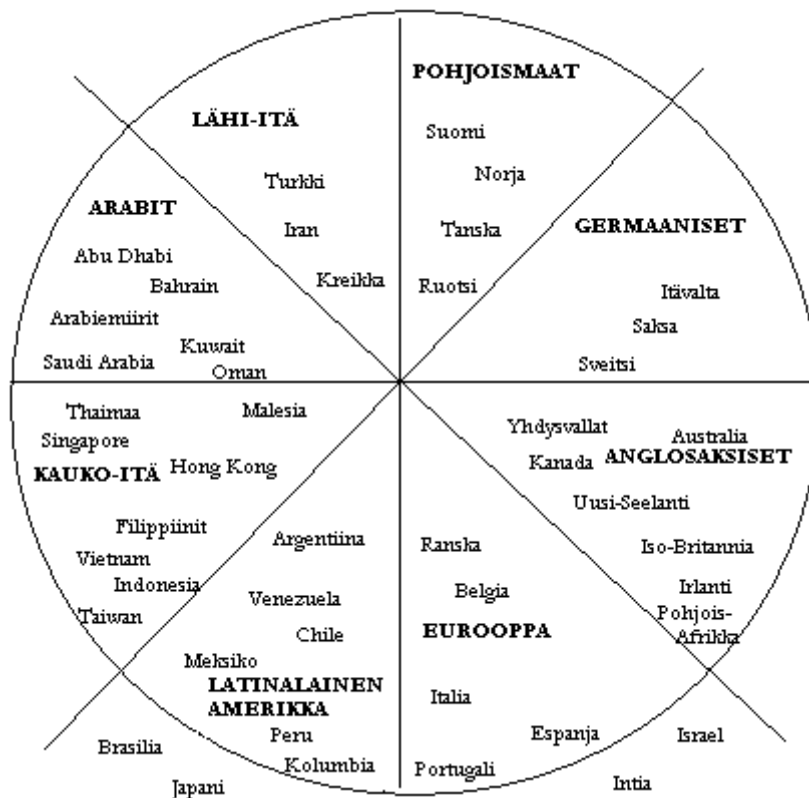 POHJOISMAAT
Suomi
Norja
Tanska
Ruotsi
GERMAANISET
Itävalta
Saksa
Sveitsi
Yhdysvallat
Australia
Kanada
ANGLOSAKSISET
Uusi-Seelanti
Iso-Britannia
Irlanti
Pohjois-
Afrikka
Ranska
Belgia
EUROOPPA
Italia
Espanja
Portugali
Israel
Intia
Argentiina
Venezuela
Chile
Meksiko
LATINALAINEN
AMERIKKA
Peru
Kolumbia
Brasilia
Japani
Thaimaa
Malesia
Singapore
KAUKO-ITÄ
Hong Kong
Filippiinit
Vietnam
Indonesia
Taiwan
ARABIT
Abu Dhabi
Bahrain
Arabiemiirit
Kuwait
Saudi Arabia
Oman
LÄHI-ITÄ
Turkki
Iran
Kreikka